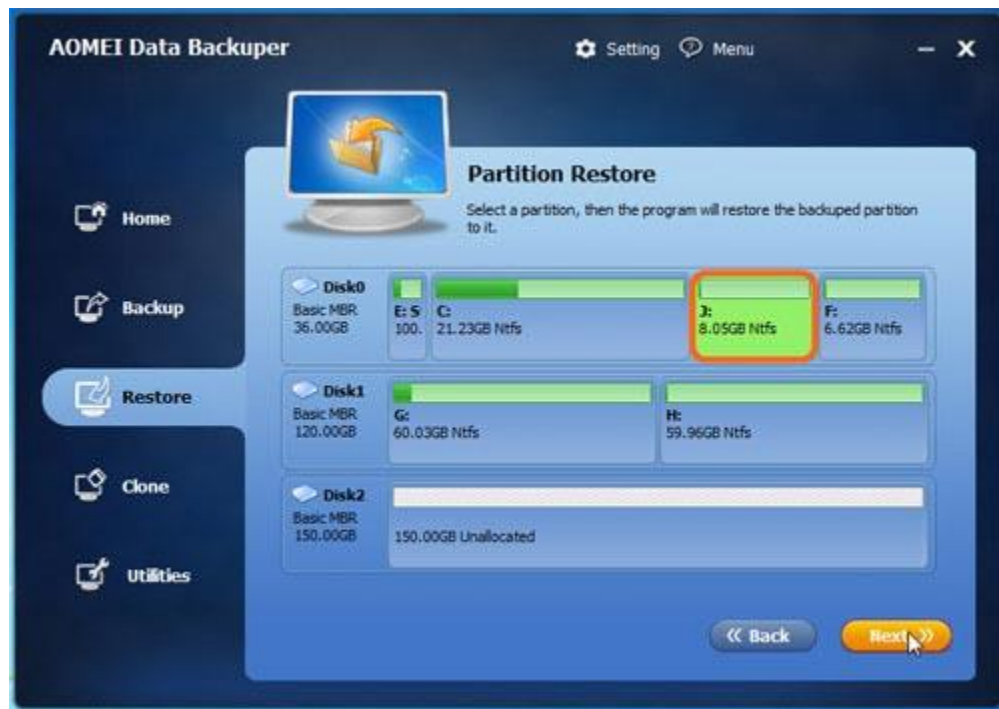 AOMEI Data Backuper
Setting
Menu
Partition Restore
Select a partition, then the program will restore the backuped partition
to it.
Home
Backup
Restore
Clone
Utilities
Disk0
Basic MBR
36.00GB
E: S
100.
C:
21.23GB Ntfs
J:
8.05GB Ntfs
F:
6.62GB Ntfs
Disk1
Basic MBR
120.00GB
G:
60.03GB Ntfs
H:
59.96GB Ntfs
Disk2
Basic MBR
150.00GB
150.00GB Unallocated
Back
Next